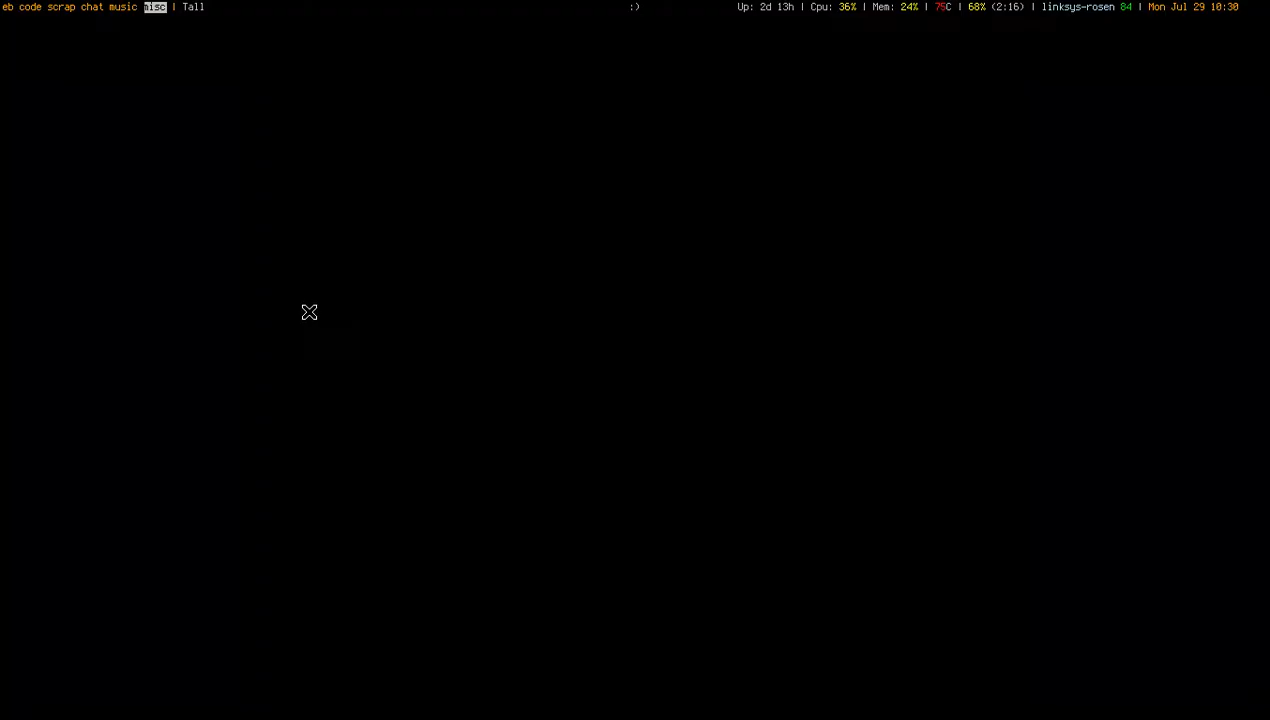 eb code scrap chat music misc | Tall :) Up: 2d 13h | Cpu: 36% | Mem: 24% | 75C | 68% (2:16) | linksys-rosen 84 | Mon Jul 29 10:30